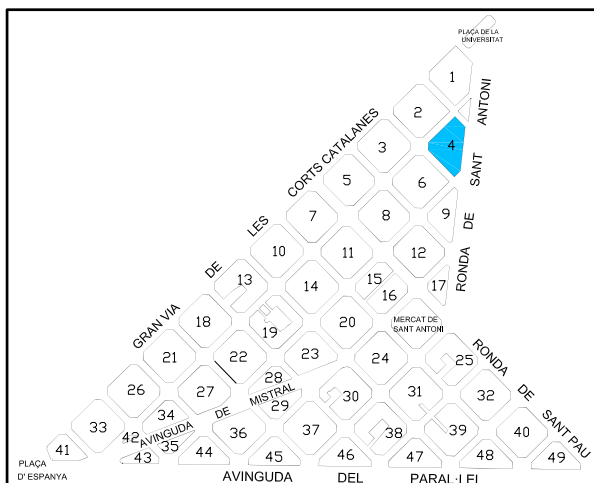 PLAÇA DE LA
UNIVERSITAT
1
ANTONI
2
CORTS CATALANES
3
4
SANT
5
6
7
8
9
DE
LES
10
11
12
RONDA
DE
13
14
15
16
17
GRAN VIA
18
19
20
MERCAT DE
SANT ANTONI
21
22
23
24
25
RONDA
DE
SANT PAU
26
27
28
MISTRAL
29
30
31
32
33
34
DE
AVINGUDA
35
36
37
38
39
40
41
42
43
44
45
46
47
48
49
PLAÇA
D' ESPANYA
AVINGUDA
DEL
PARAL·LEL